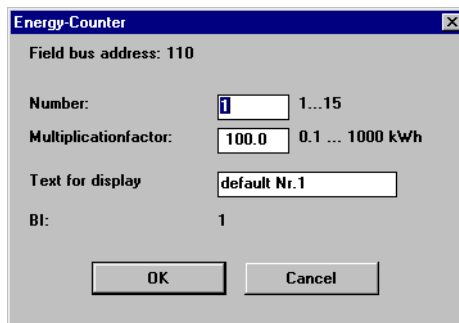 Energy-Counter
Field bus address: 110
Number: 1 1...15
Multiplicationfactor: 100.0 0.1 ... 1000 kWh
Text for display default Nr.1
BI: 1
OK Cancel